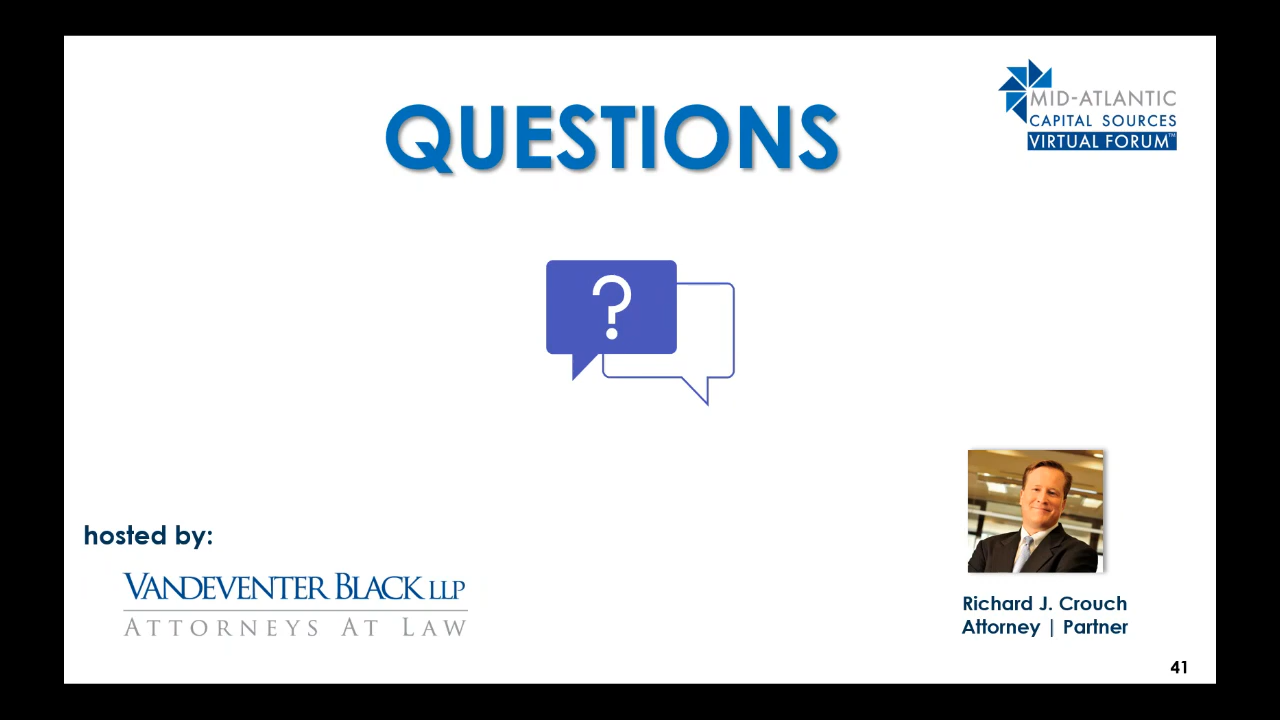 QUESTIONS
MID-ATLANTIC
CAPITAL SOURCES
VIRTUAL FORUM™
?
hosted by:
VANDEVENTER BLACK LLP
ATTORNEYS AT LAW
Richard J. Crouch
Attorney | Partner
41